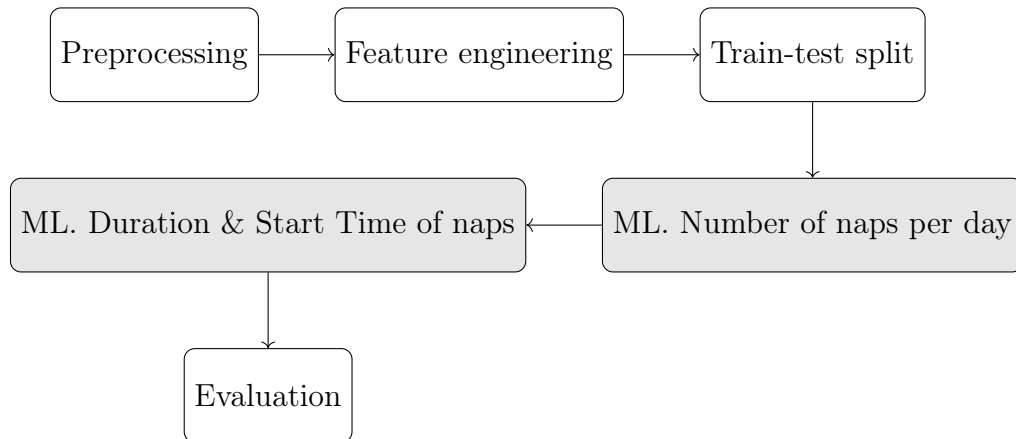 Preprocessing
Feature engineering
Train-test split
ML. Number of naps per day
ML. Duration & Start Time of naps
Evaluation